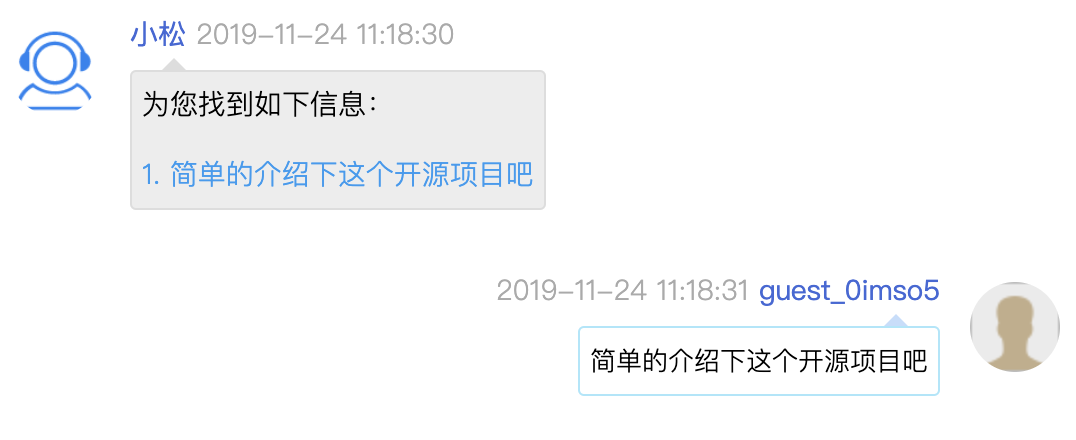 小松 2019-11-24 11:18:30
为您找到如下信息：
1. 简单的介绍下这个开源项目吧
2019-11-24 11:18:31 guest_0imso5
简单的介绍下这个开源项目吧